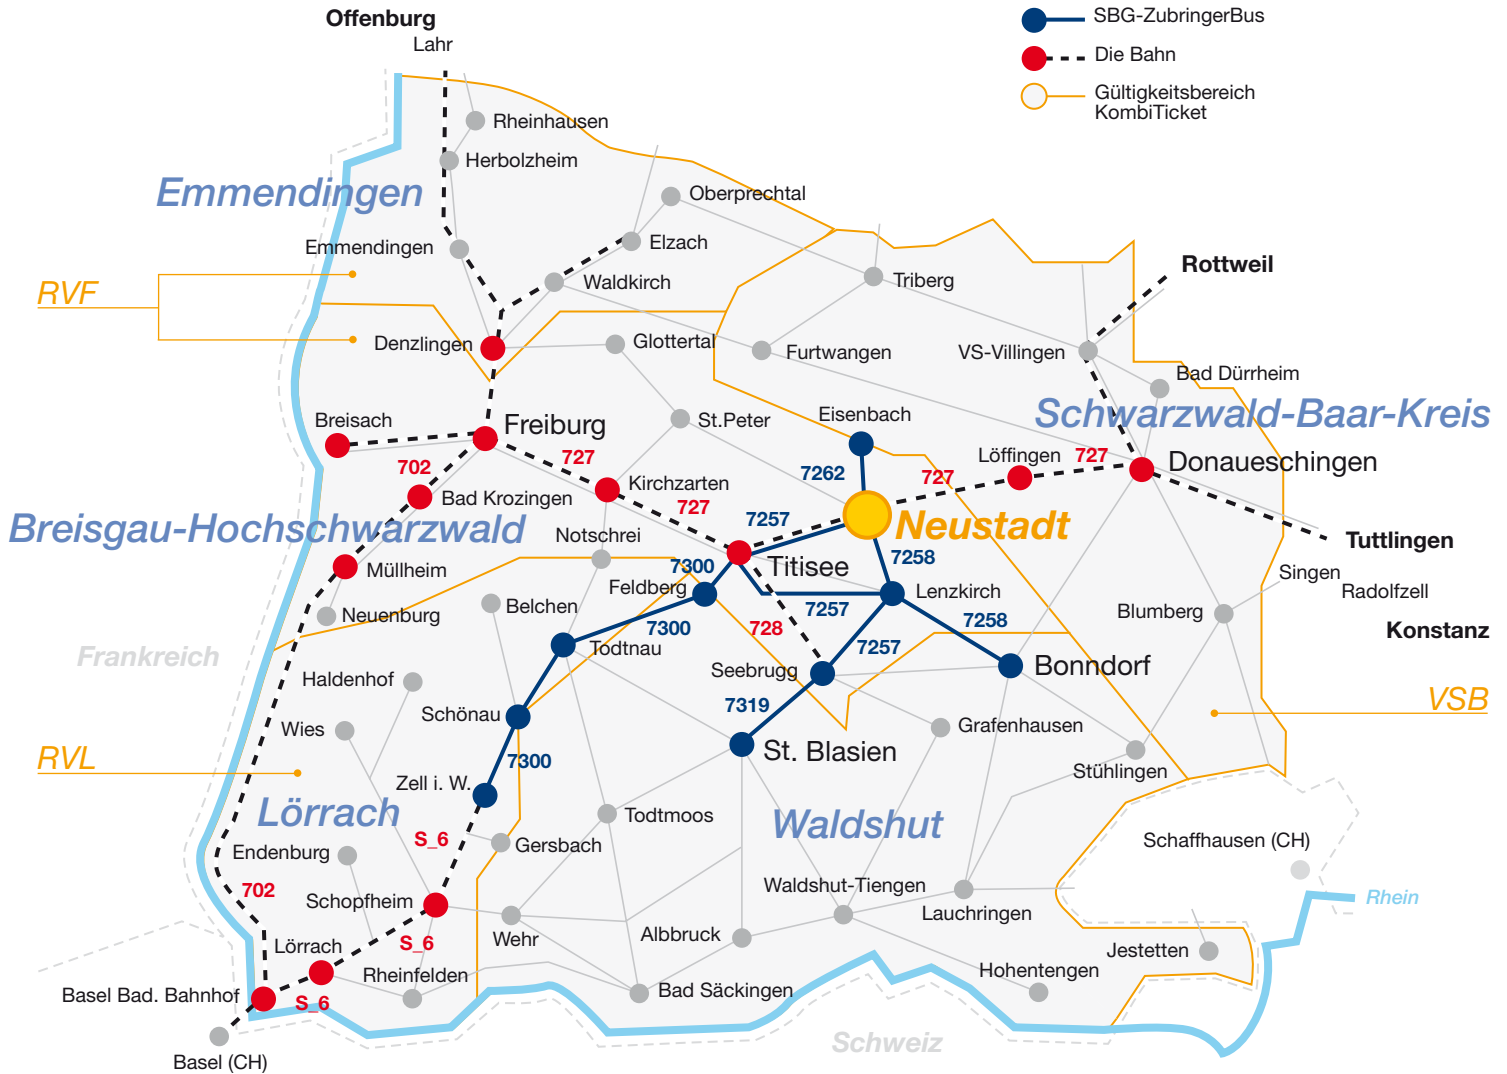 Offenburg
Lahr
SBG-ZubringerBus
Die Bahn
Gültigkeitsbereich
KombiTicket
Rheinhausen
Herbolzheim
Emmendingen
Oberprechtal
Emmendingen
Elzach
Rottweil
Waldkirch
Triberg
RVF
Denzlingen
Glottertal
Furtwangen
VS-Villingen
Bad Dürrheim
Breisach
Freiburg
St.Peter
Eisenbach
Schwarzwald-Baar-Kreis
702
727
Löffingen
727
Donaueschingen
7262
727
Kirchzarten
Bad Krozingen
727
7257
Neustadt
Breisgau-Hochschwarzwald
Notschrei
Tuttlingen
7258
Titisee
7300
Müllheim
Feldberg
Lenzkirch
Singen
Radolfzell
Neuenburg
Belchen
7257
7258
Blumberg
7300
728
Konstanz
Frankreich
Todtnau
7257
Seebrugg
Bonndorf
Haldenhof
7319
VSB
Schönau
Wies
Grafenhausen
RVL
7300
St. Blasien
Stühlingen
Zell i. W.
Lörrach
Todtmoos
Waldshut
S_6
Gersbach
Schaffhausen (CH)
Endenburg
702
Schopfheim
Waldshut-Tiengen
Rhein
Lauchringen
S_6
Wehr
Albbruck
Lörrach
Jestetten
Rheinfelden
Hohentengen
Basel Bad. Bahnhof
S_6
Bad Säckingen
Schweiz
Basel (CH)